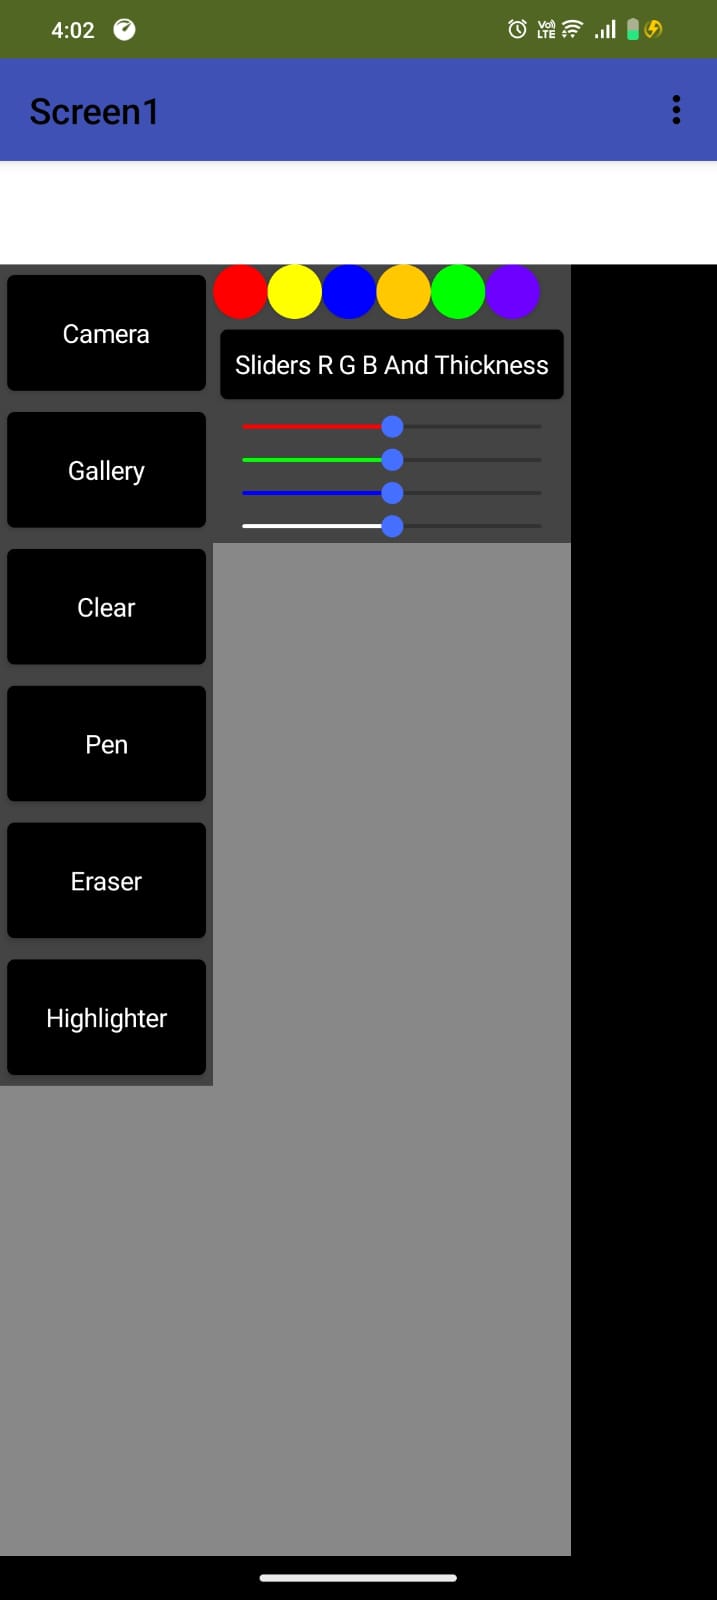 4:02
Vo)) LTE
Screen1
Camera
Sliders R G B And Thickness
Gallery
Clear
Pen
Eraser
Highlighter